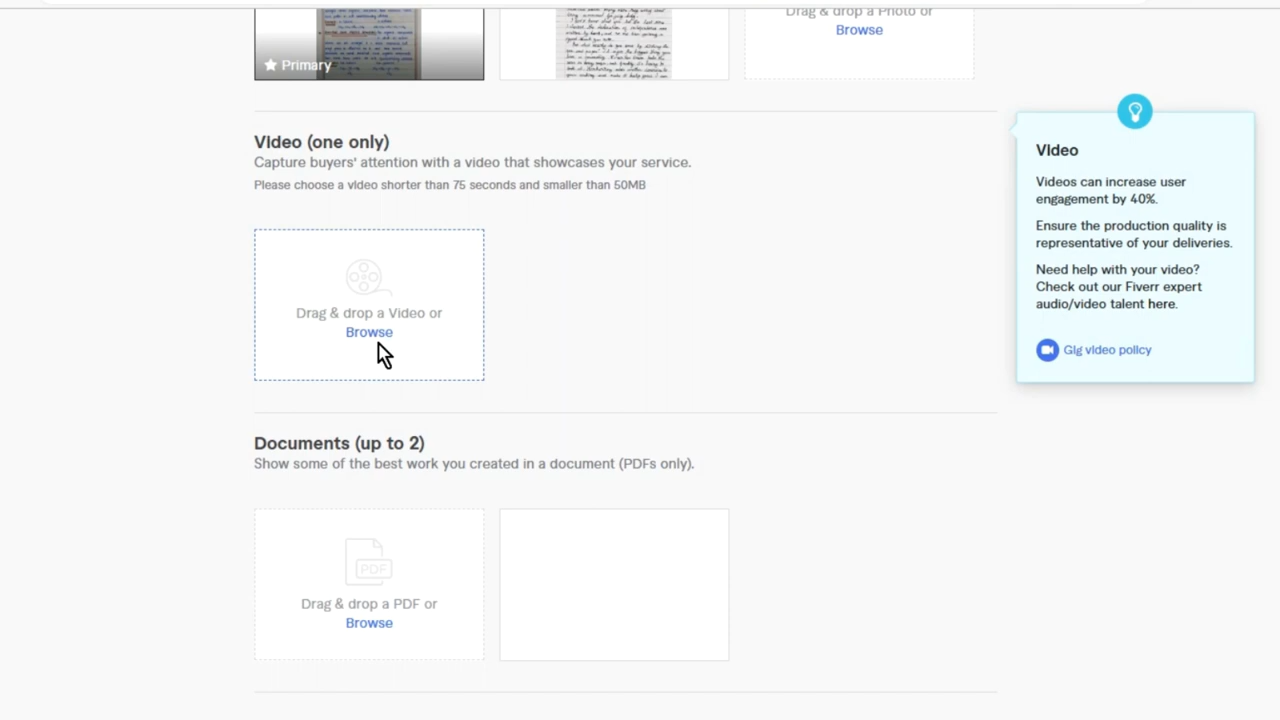 Drag & drop a Photo or
Browse
Primary
Video (one only)
Capture buyers' attention with a video that showcases your service.
Please choose a video shorter than 75 seconds and smaller than 50MB
Drag & drop a Video or
Browse
Video
Videos can increase user
engagement by 40%.
Ensure the production quality is
representative of your deliveries.
Need help with your video?
Check out our Fiverr expert
audio/video talent here.
Gig video policy
Documents (up to 2)
Show some of the best work you created in a document (PDFs only).
PDF
Drag & drop a PDF or
Browse